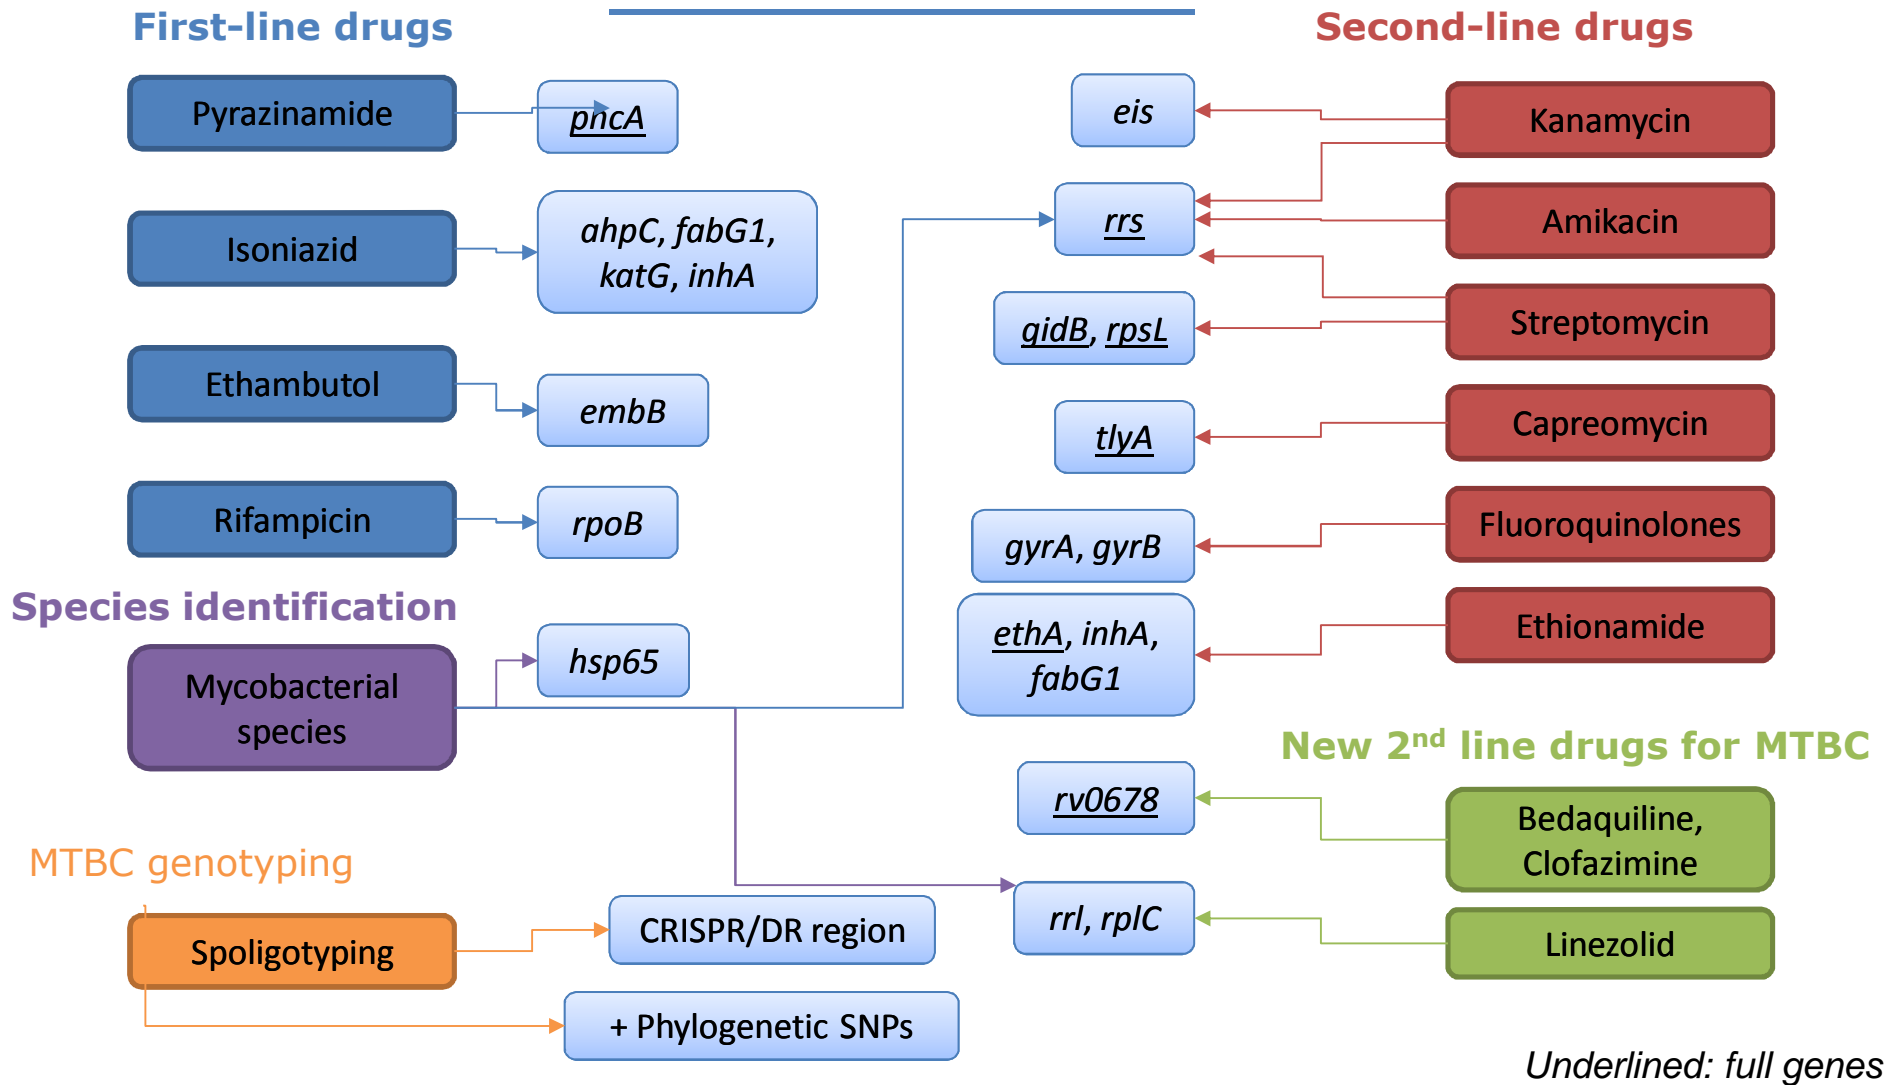 First-line drugs
Pyrazinamide
pncA
Isoniazid
ahpC, fabG1,
katG, inhA
Ethambutol
embB
Rifampicin
rpoB
Species identification
Mycobacterial
species
hsp65
MTBC genotyping
Spoligotyping
CRISPR/DR region
+ Phylogenetic SNPs
Second-line drugs
eis
Kanamycin
rrs
Amikacin
gidB, rpsL
Streptomycin
tlyA
Capreomycin
gyrA, gyrB
Fluoroquinolones
ethA, inhA,
fabG1
Ethionamide
New 2nd line drugs for MTBC
rv0678
Bedaquiline,
Clofazimine
rrl, rplC
Linezolid
Underlined: full genes